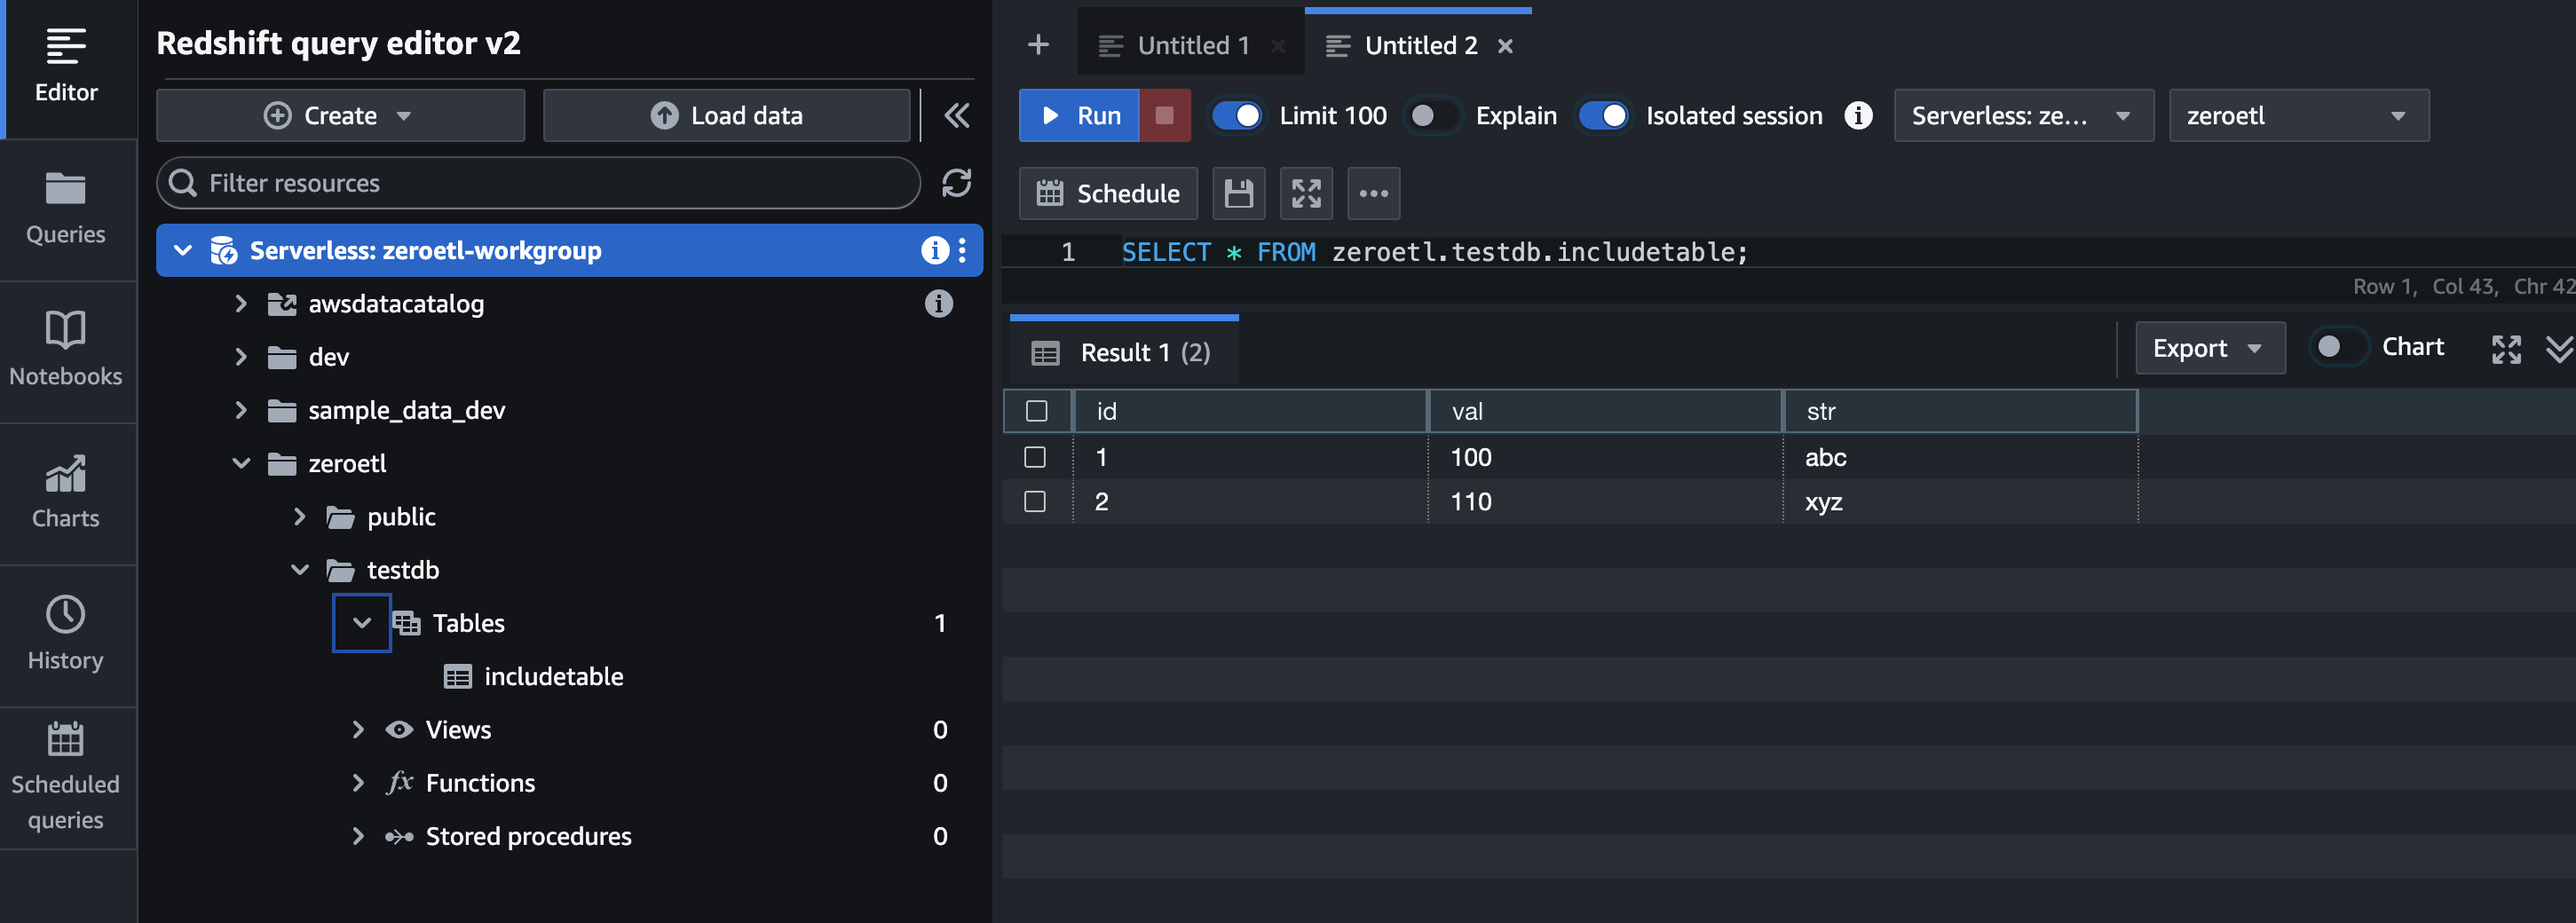 Editor
Queries
Notebooks
Charts
History
Scheduled
queries
Redshift query editor v2
Create
Load data
Filter resources
Serverless: zeroetl-workgroup
awsdatacatalog
dev
sample_data_dev
zeroetl
public
testdb
Tables 1
includetable
Views 0
fx Functions 0
Stored procedures 0
+ Untitled 1 × Untitled 2 ×
Run Limit 100 Explain Isolated session Serverless: ze... zeroetl
Schedule
1 SELECT * FROM zeroetl.testdb.includetable;
Row 1, Col 43, Chr 42
Result 1 (2) Export Chart
id val str
1 100 abc
2 110 xyz